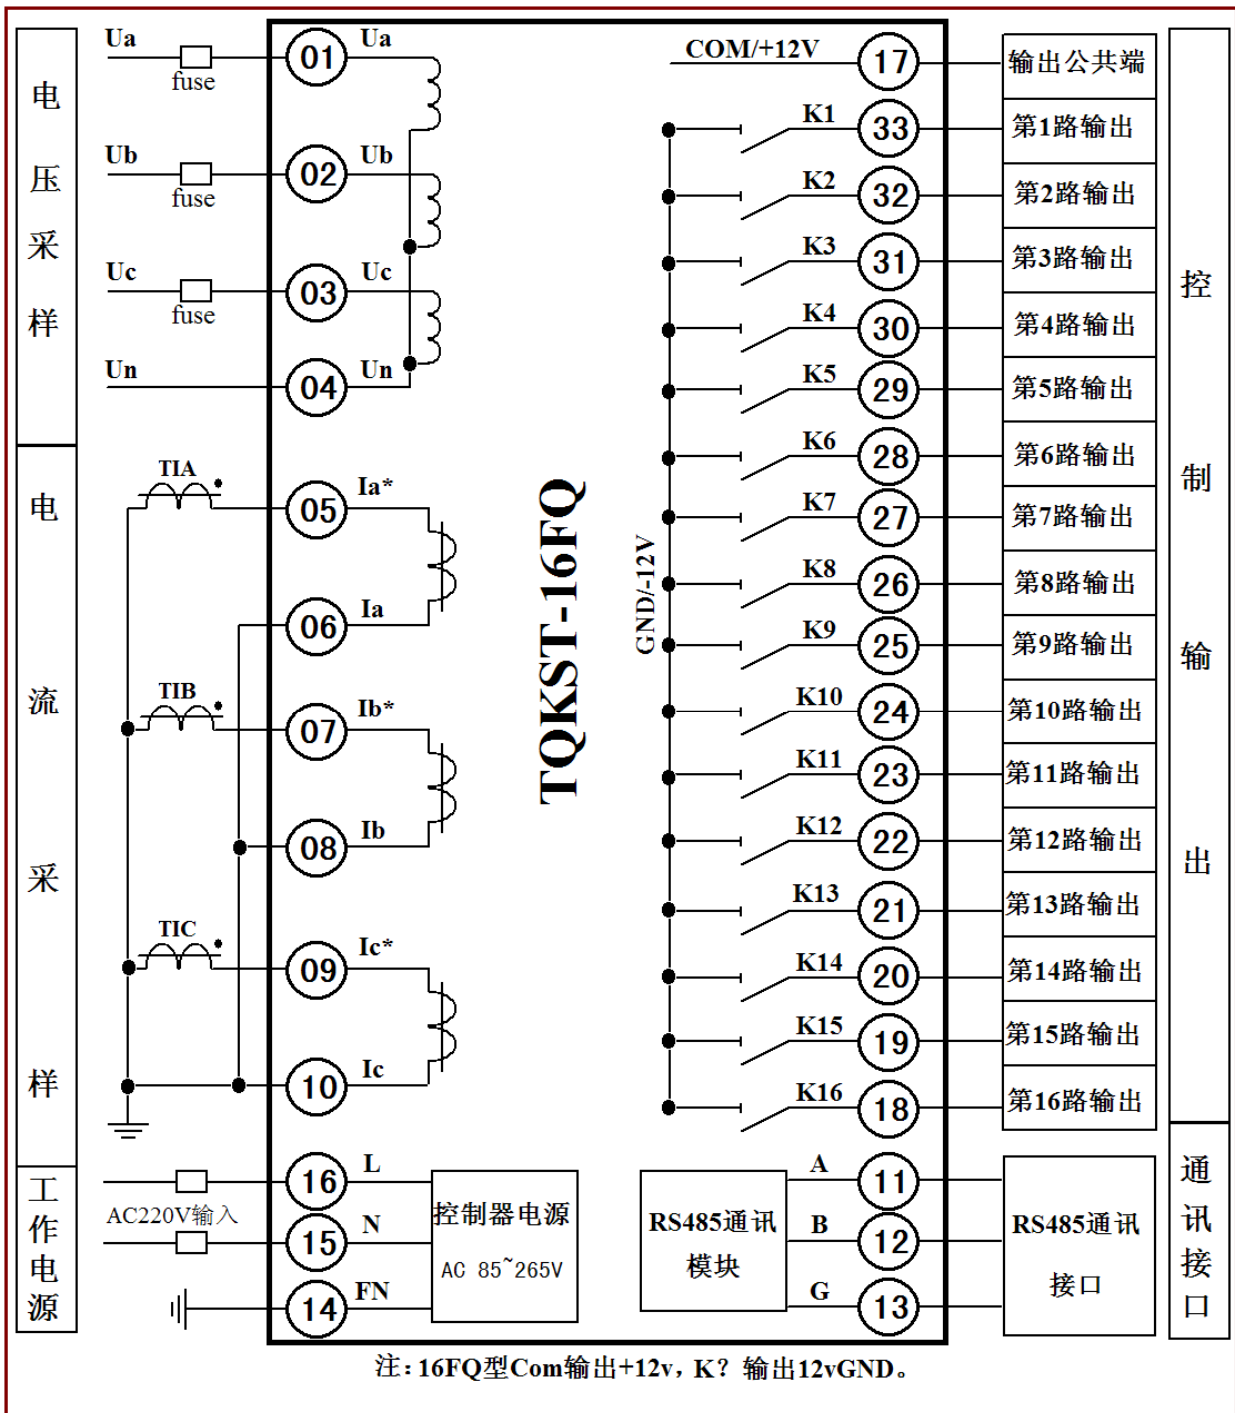 电压采样
Ua
fuse
01
Ua
Ub
fuse
02
Ub
Uc
fuse
03
Uc
Un
04
Un
电流采样
TIA
05
Ia*
06
Ia
TIB
07
Ib*
08
Ib
TIC
09
Ic*
10
Ic
工作电源
AC220V输入
16
L
15
N
14
FN
控制器电源
AC 85~265V
TQKST-16FQ
COM/+12V
17
输出公共端
GND/-12V
K1
33
第1路输出
K2
32
第2路输出
K3
31
第3路输出
K4
30
第4路输出
K5
29
第5路输出
K6
28
第6路输出
K7
27
第7路输出
K8
26
第8路输出
K9
25
第9路输出
K10
24
第10路输出
K11
23
第11路输出
K12
22
第12路输出
K13
21
第13路输出
K14
20
第14路输出
K15
19
第15路输出
K16
18
第16路输出
控制输出
RS485通讯
模块
A
11
B
12
G
13
RS485通讯
接口
通讯接口
注:16FQ型Com输出+12v,K?输出12vGND。